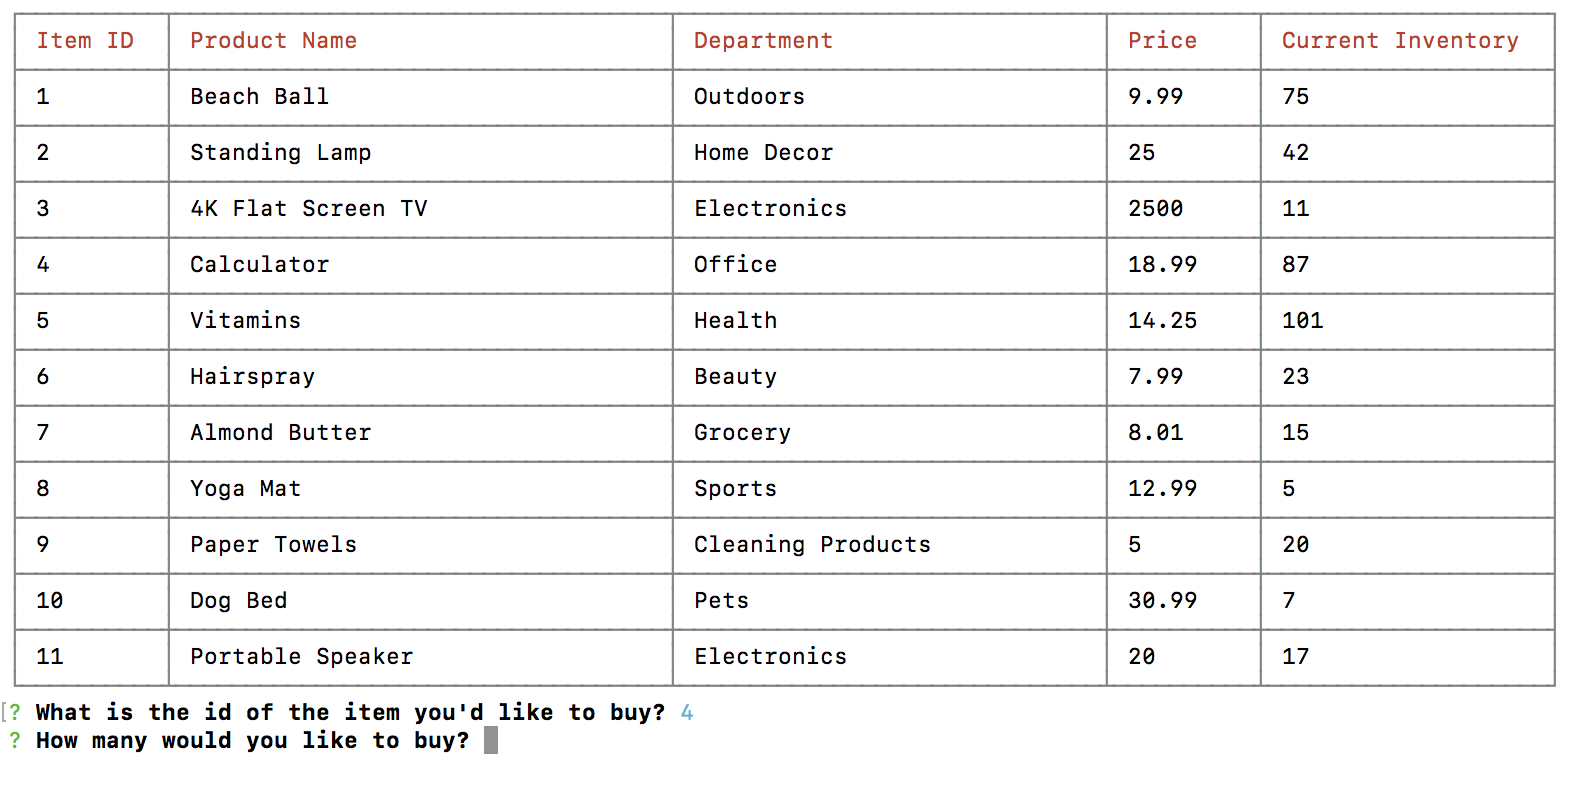 Item ID Product Name Department Price Current Inventory
1 Beach Ball Outdoors 9.99 75
2 Standing Lamp Home Decor 25 42
3 4K Flat Screen TV Electronics 2500 11
4 Calculator Office 18.99 87
5 Vitamins Health 14.25 101
6 Hairspray Beauty 7.99 23
7 Almond Butter Grocery 8.01 15
8 Yoga Mat Sports 12.99 5
9 Paper Towels Cleaning Products 5 20
10 Dog Bed Pets 30.99 7
11 Portable Speaker Electronics 20 17
[? What is the id of the item you'd like to buy? 4
? How many would you like to buy?